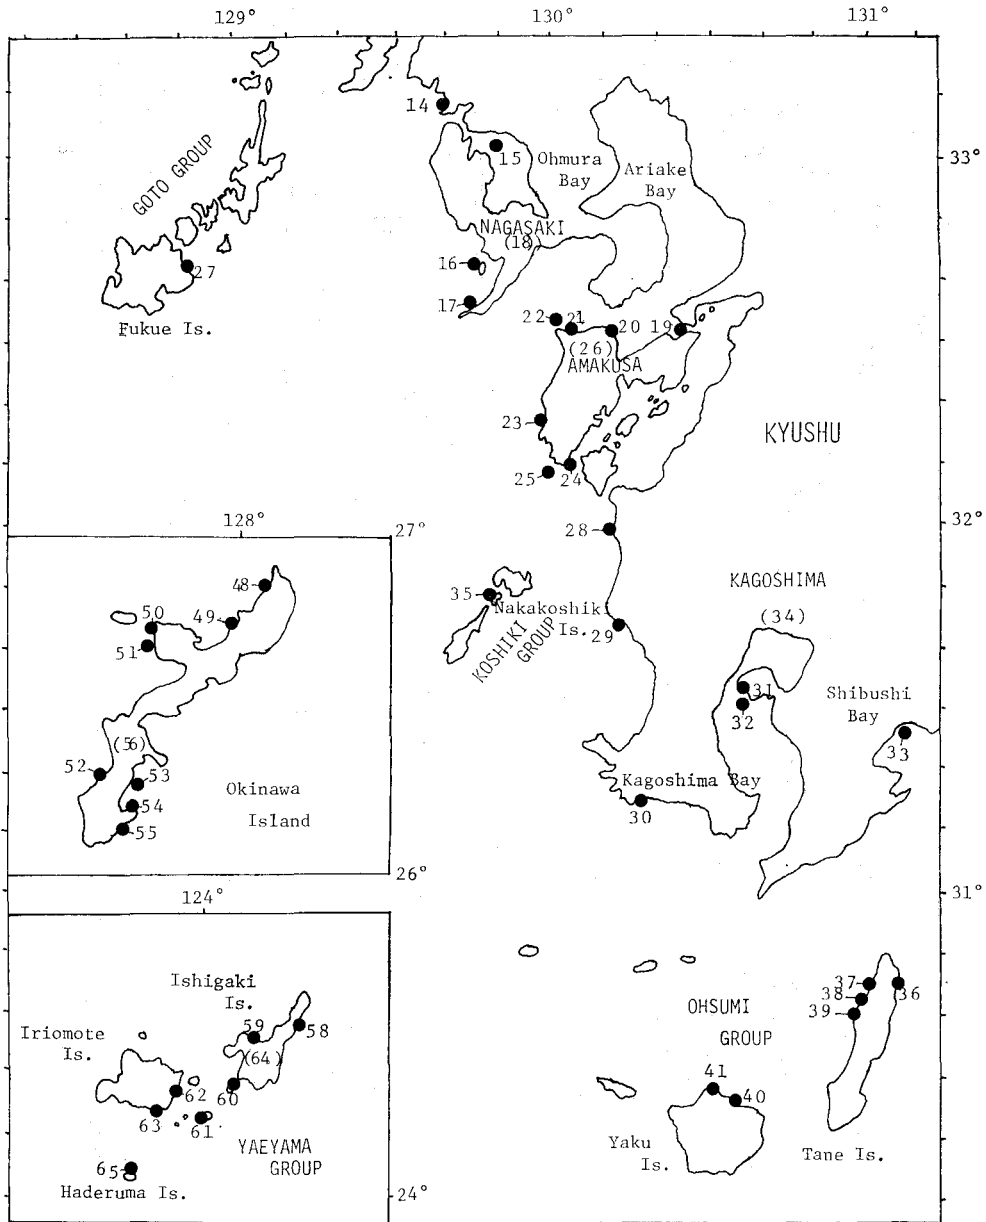 129° 130° 131°
14
15
Ohmura
Bay
Ariake
Bay
33°
GOTO GROUP
NAGASAKI
(18)
16
27
17
Fukue Is.
22 21 20 19
(26)
AMAKUSA
23
KYUSHU
25 24
28
32°
128°
27°
48
50
49
51
(56)
52
53
54
55
Okinawa
Island
26°
35
Nakakoshiki
Is.
29
KOSHIKI
GROUP
KAGOSHIMA
(34)
31
32
Shibushi
Bay
33
Kagoshima Bay
30
31°
124°
Ishigaki
Is.
59
58
Iriomote
Is.
(64)
62
60
63
61
YAEYAMA
GROUP
65
Haderuma Is.
24°
37
38
36
39
OHSUMI
GROUP
41
40
Yaku
Is.
Tane Is.